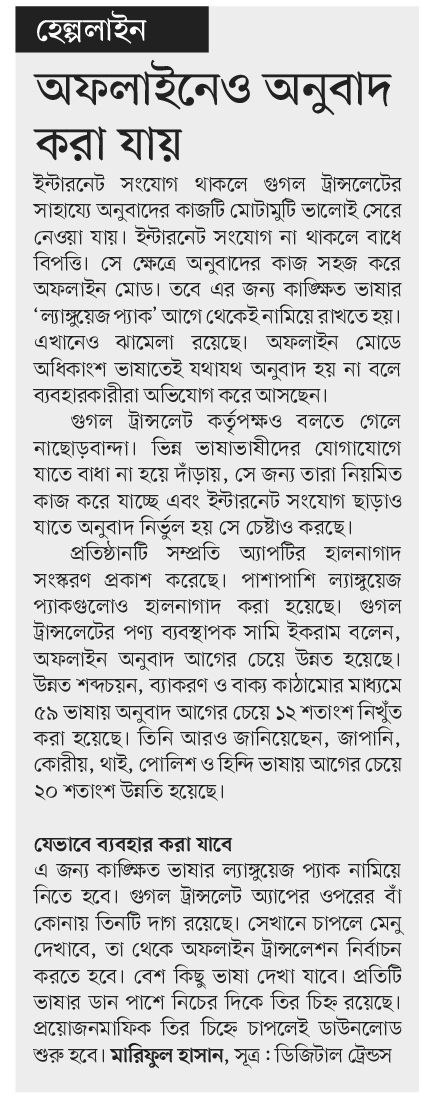 হেল্পলাইন
অফলাইনেও অনুবাদ
করা যায়
ইন্টারনেট সংযোগ থাকলে গুগল ট্রান্সলেটের
সাহায্যে অনুবাদের কাজটি মোটামুটি ভালোই সেরে
নেওয়া যায়। ইন্টারনেট সংযোগ না থাকলে বাধে
বিপত্তি। সে ক্ষেত্রে অনুবাদের কাজ সহজ করে
অফলাইন মোড। তবে এর জন্য কাঙ্ক্ষিত ভাষার
‘ল্যাঙ্গুয়েজ প্যাক’ আগে থেকেই নামিয়ে রাখতে হয়।
এখানেও ঝামেলা রয়েছে। অফলাইন মোডে
অধিকাংশ ভাষাতেই যথাযথ অনুবাদ হয় না বলে
ব্যবহারকারীরা অভিযোগ করে আসছেন।
গুগল ট্রান্সলেট কর্তৃপক্ষও বলতে গেলে
নাছোড়বান্দা। ভিন্ন ভাষাভাষীদের যোগাযোগে
যাতে বাধা না হয়ে দাঁড়ায়, সে জন্য তারা নিয়মিত
কাজ করে যাচ্ছে এবং ইন্টারনেট সংযোগ ছাড়াও
যাতে অনুবাদ নির্ভুল হয় সে চেষ্টাও করছে।
প্রতিষ্ঠানটি সম্প্রতি অ্যাপটির হালনাগাদ
সংস্করণ প্রকাশ করেছে। পাশাপাশি ল্যাঙ্গুয়েজ
প্যাকগুলোও হালনাগাদ করা হয়েছে। গুগল
ট্রান্সলেটের পণ্য ব্যবস্থাপক সামি ইকরাম বলেন,
অফলাইন অনুবাদ আগের চেয়ে উন্নত হয়েছে।
উন্নত শব্দচয়ন, ব্যাকরণ ও বাক্য কাঠামোর মাধ্যমে
৫৯ ভাষায় অনুবাদ আগের চেয়ে ১২ শতাংশ নিখুঁত
করা হয়েছে। তিনি আরও জানিয়েছেন, জাপানি,
কোরীয়, থাই, পোলিশ ও হিন্দি ভাষায় আগের চেয়ে
২০ শতাংশ উন্নতি হয়েছে।
যেভাবে ব্যবহার করা যাবে
এ জন্য কাঙ্ক্ষিত ভাষার ল্যাঙ্গুয়েজ প্যাক নামিয়ে
নিতে হবে। গুগল ট্রান্সলেট অ্যাপের ওপরের বাঁ
কোনায় তিনটি দাগ রয়েছে। সেখানে চাপলে মেনু
দেখাবে, তা থেকে অফলাইন ট্রান্সলেশন নির্বাচন
করতে হবে। বেশ কিছু ভাষা দেখা যাবে। প্রতিটি
ভাষার ডান পাশে নিচের দিকে তির চিহ্ন রয়েছে।
প্রয়োজনমাফিক তির চিহ্নে চাপলেই ডাউনলোড
শুরু হবে। মারিফুল হাসান, সূত্র : ডিজিটাল ট্রেন্ডস